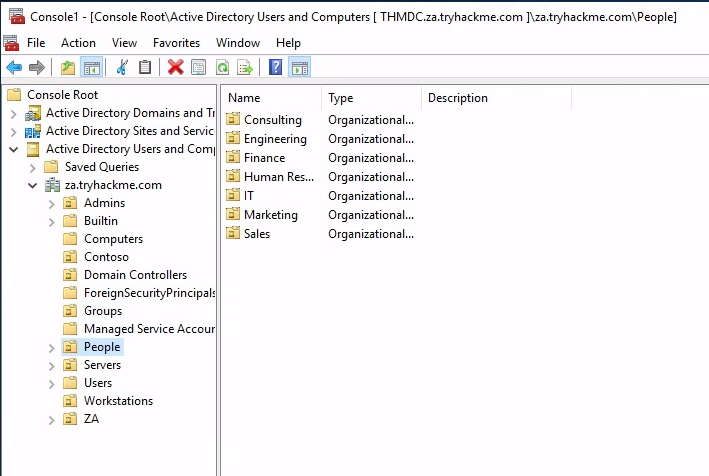 Console1 - [Console Root\Active Directory Users and Computers [ THMDC.za.tryhackme.com ]\za.tryhackme.com\People]
File Action View Favorites Window Help
Console Root
Active Directory Domains and Tr
Active Directory Sites and Servic
Active Directory Users and Comp
Saved Queries
za.tryhackme.com
Admins
Builtin
Computers
Contoso
Domain Controllers
ForeignSecurityPrincipals
Groups
Managed Service Accour
People
Servers
Users
Workstations
ZA
Name Type Description
Consulting Organizational...
Engineering Organizational...
Finance Organizational...
Human Res... Organizational...
IT Organizational...
Marketing Organizational...
Sales Organizational...